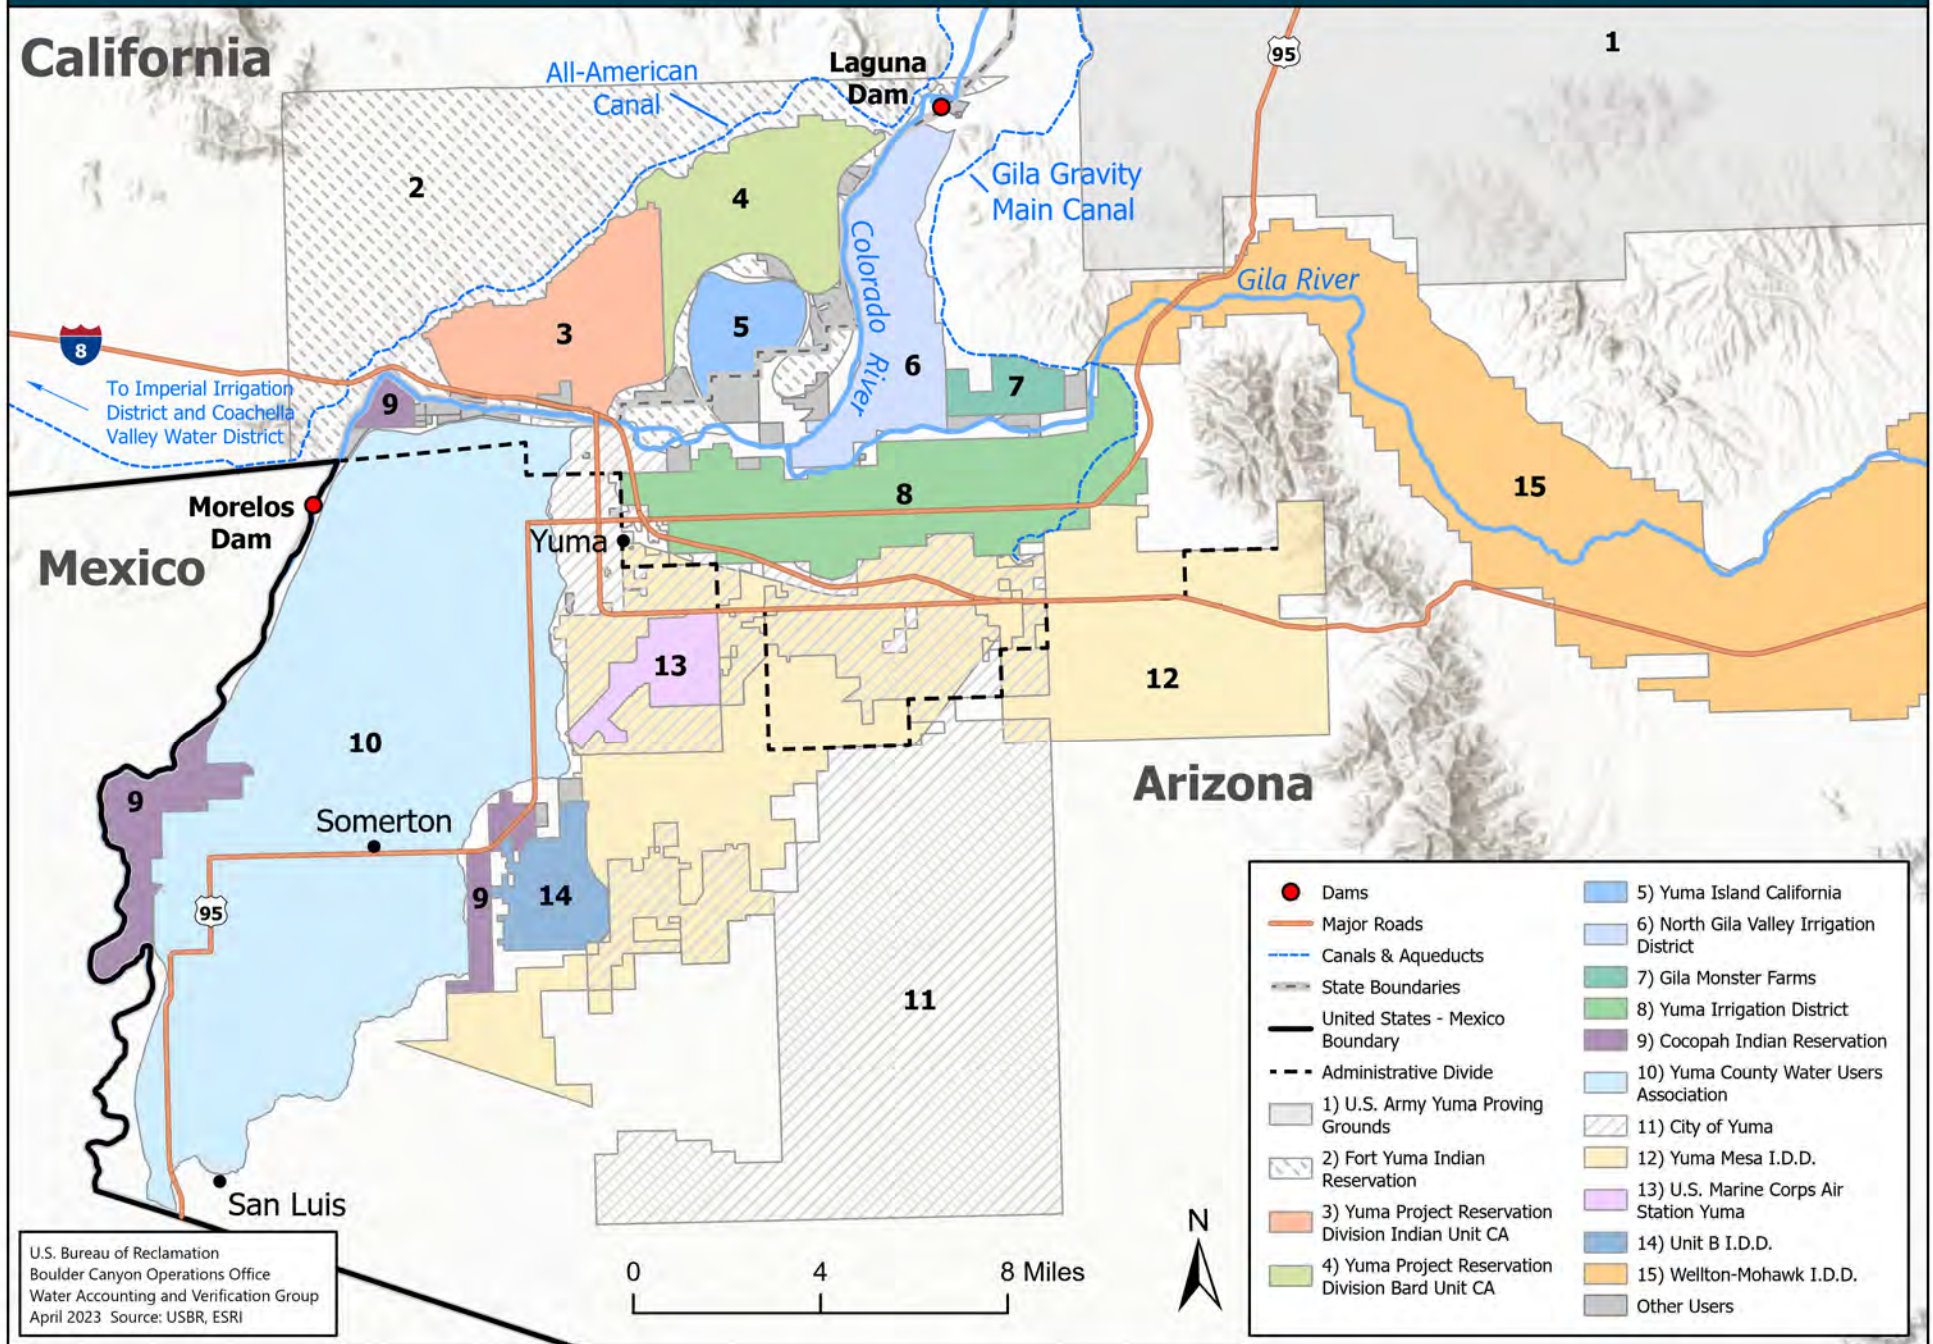 California
All-American
Canal
Laguna
Dam
95
1
2
4
Gila Gravity
Main Canal
Colorado River
Gila River
3
5
6
7
8
To Imperial Irrigation
District and Coachella
Valley Water District
9
Morelos
Dam
8
15
Yuma
Mexico
13
12
10
Arizona
9
Somerton
9
14
95
11
San Luis
N
0 4 8 Miles
U.S. Bureau of Reclamation
Boulder Canyon Operations Office
Water Accounting and Verification Group
April 2023 Source: USBR, ESRI
Dams
Major Roads
Canals & Aqueducts
State Boundaries
United States - Mexico
Boundary
Administrative Divide
1) U.S. Army Yuma Proving
Grounds
2) Fort Yuma Indian
Reservation
3) Yuma Project Reservation
Division Indian Unit CA
4) Yuma Project Reservation
Division Bard Unit CA
5) Yuma Island California
6) North Gila Valley Irrigation
District
7) Gila Monster Farms
8) Yuma Irrigation District
9) Cocopah Indian Reservation
10) Yuma County Water Users
Association
11) City of Yuma
12) Yuma Mesa I.D.D.
13) U.S. Marine Corps Air
Station Yuma
14) Unit B I.D.D.
15) Wellton-Mohawk I.D.D.
Other Users